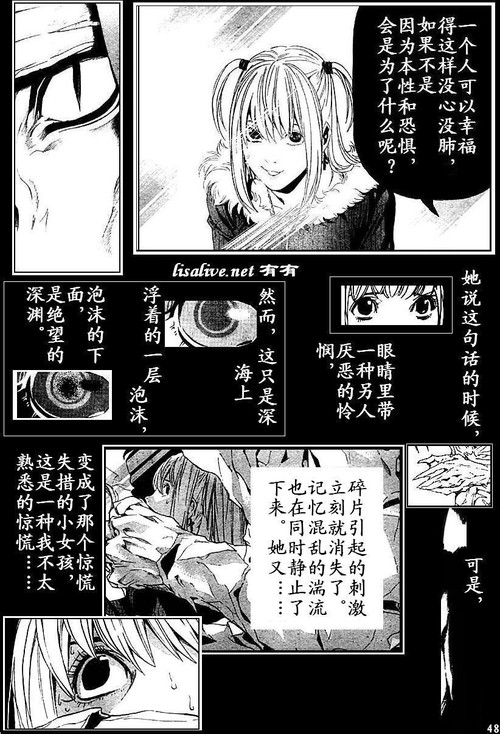 一个人可以幸福
得这样没心没肺，
如果不是
因为本性和恐惧，
会是为了什么呢？
lisalive.net 有有
她说这句话的时候，
眼睛里带
一种另人
厌恶的怜
悯，
然而，这只是深
海上
浮着的一层
泡沫，
泡沫的下
面，
是绝望的
深渊。
可是，
碎片引起的刺激
立刻就消失了。
记忆混乱的湍流
也在同时静止了
下来。她又……
变成了那个惊慌
失措的小女孩，
这是一种我不太
熟悉的惊慌……
48